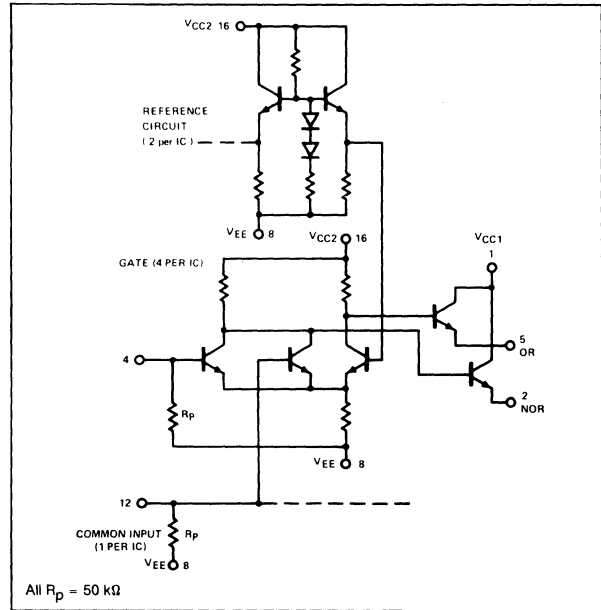 VCC2 16
REFERENCE
CIRCUIT
(2 per IC)
VEE 8
VCC2 16
VCC1
1
GATE (4 PER IC)
5
OR
4
2
NOR
RP
VEE 8
12
COMMON INPUT
(1 PER IC)
RP
VEE 8
All Rp = 50 kΩ